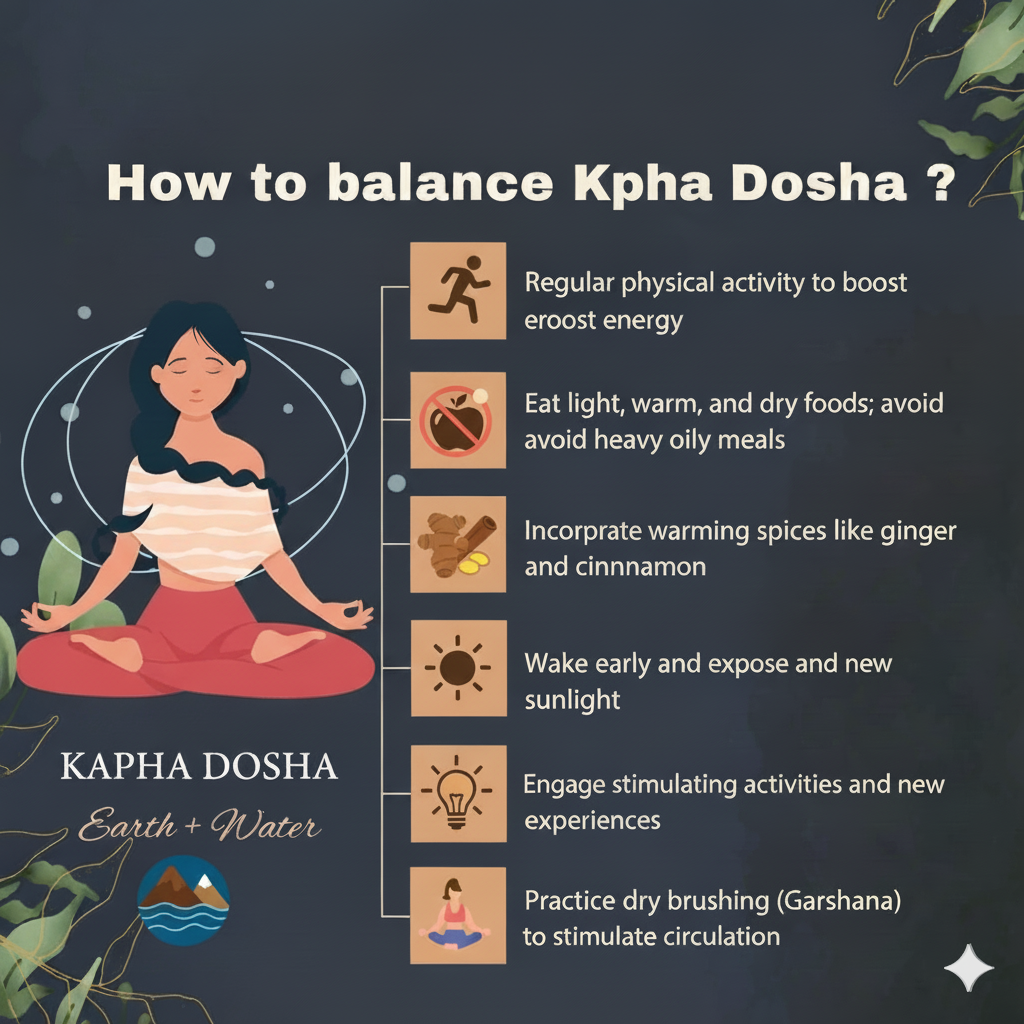 How to balance Kpha Dosha ?
Regular physical activity to boost
eroost energy
Eat light, warm, and dry foods; avoid
avoid heavy oily meals
Incorprate warming spices like ginger
and cinnnamon
Wake early and expose and new
sunlight
Engage stimulating activities and new
experiences
Practice dry brushing (Garshana)
to stimulate circulation
KAPHA DOSHA
Earth + Water